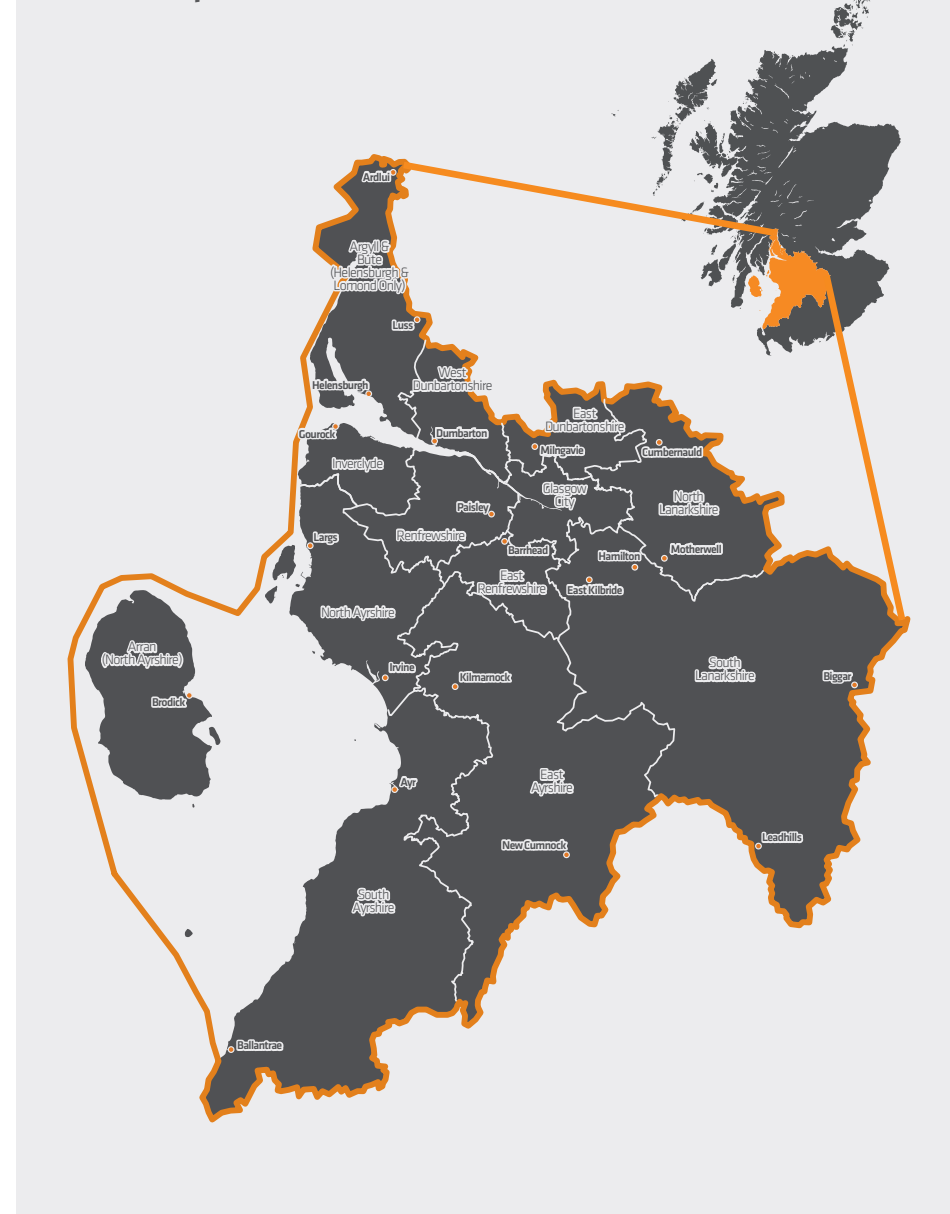 Ardlui
Argyll &
Bute
(Helensburgh &
Lomond Only)
Luss
West
Dunbartonshire
Helensburgh
East
Dunbartonshire
Gourock
Dumbarton
Milngavie
Cumbernauld
Inverclyde
Glasgow
City
North
Lanarkshire
Paisley
Renfrewshire
Largs
Barrhead
Hamilton
Motherwell
East
Renfrewshire
East Kilbride
North Ayrshire
Arran
(North Ayrshire)
Irvine
Kilmarnock
South
Lanarkshire
Biggar
Brodick
East
Ayrshire
Ayr
New Cumnock
Leadhills
South
Ayrshire
Ballantrae